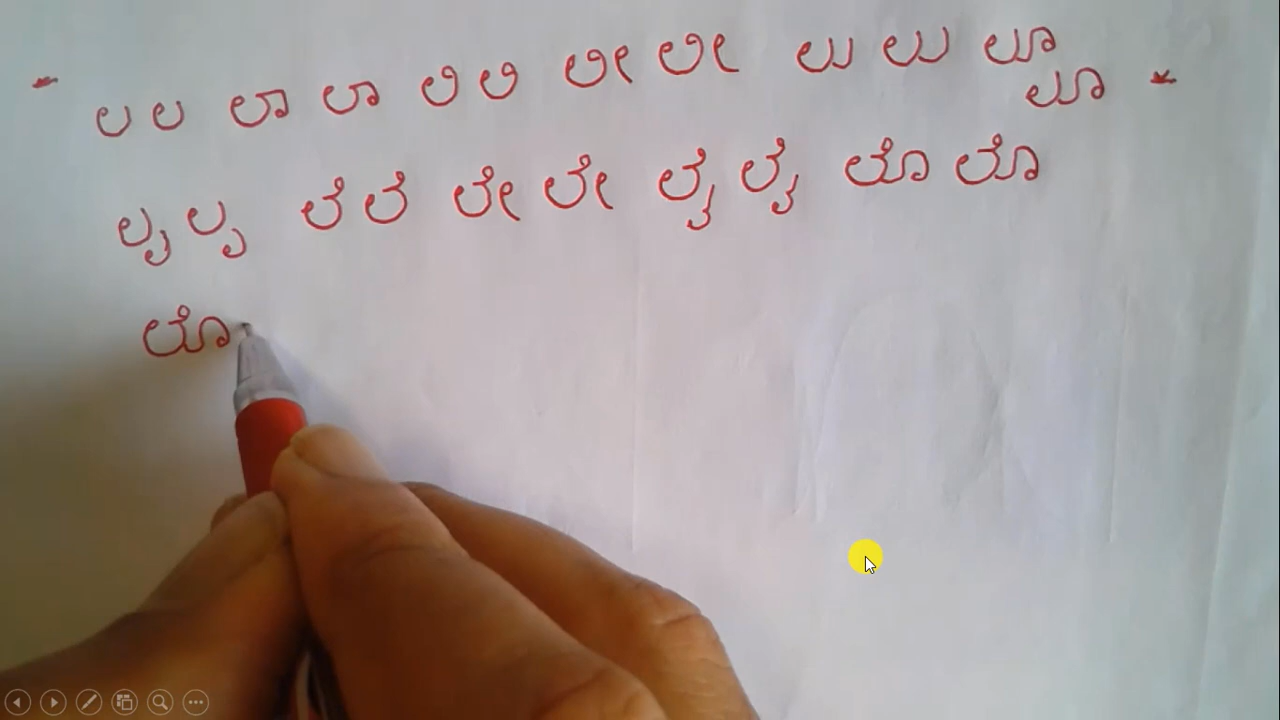 ಲ ಲ ಲಾ ಲಾ ಲಿ ಲಿ ಲೀ ಲೀ ಲು ಲು ಲೂ
ಲೂ
ಲೃ ಲೃ ಲೆ ಲೆ ಲೇ ಲೇ ಲೈ ಲೈ ಲೊ ಲೊ
ಲೊ